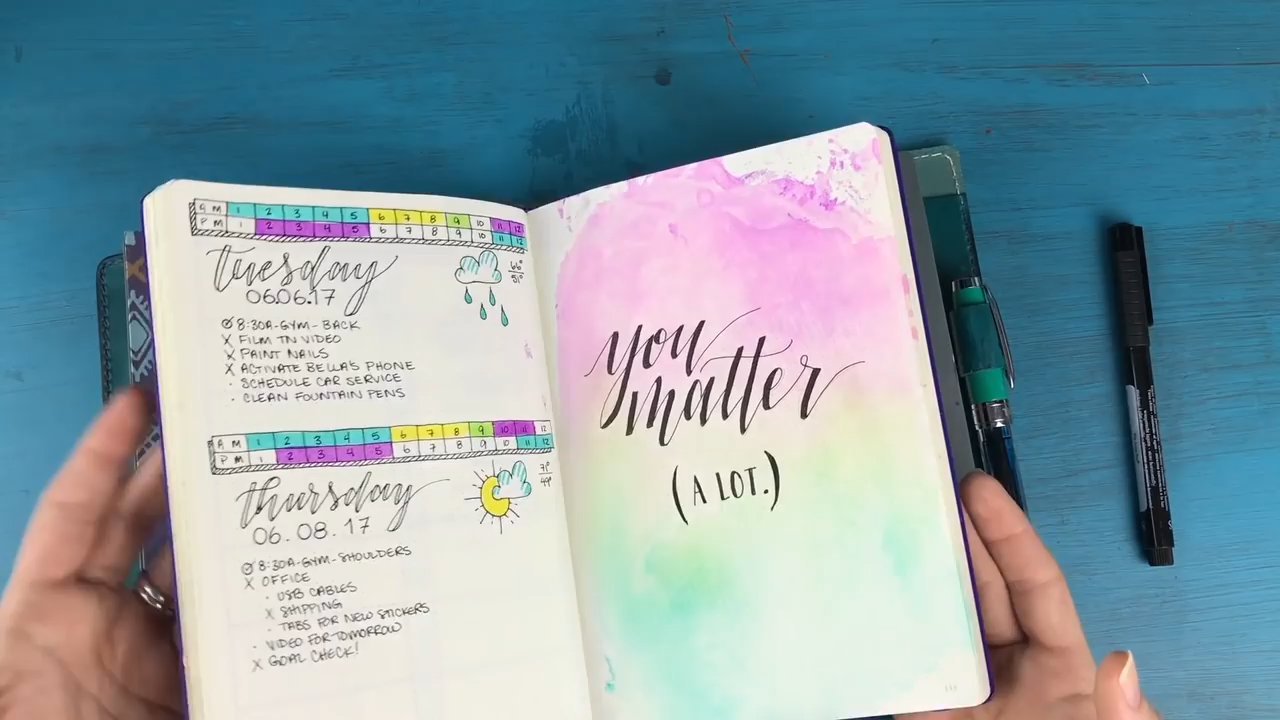 AM 1 2 3 4 5 6 7 8 9 10 11 12
PM 1 2 3 4 5 6 7 8 9 10 11 12
tuesday
06.06.17
66°
51°
8:30A-GYM-BACK
X FILM TN VIDEO
X PAINT NAILS
X ACTIVATE BELLA'S PHONE
· SCHEDULE CAR SERVICE
· CLEAN FOUNTAIN PENS
AM 1 2 3 4 5 6 7 8 9 10 11 12
PM 1 2 3 4 5 6 7 8 9 10 11 12
thursday
06.08.17
71°
49°
8:30A-GYM-SHOULDERS
X OFFICE
· USB CABLES
X SHIPPING
· TABS FOR NEW STICKERS
· VIDEO FOR TOMORROW
X GOAL CHECK!
you
matter
(A LOT.)